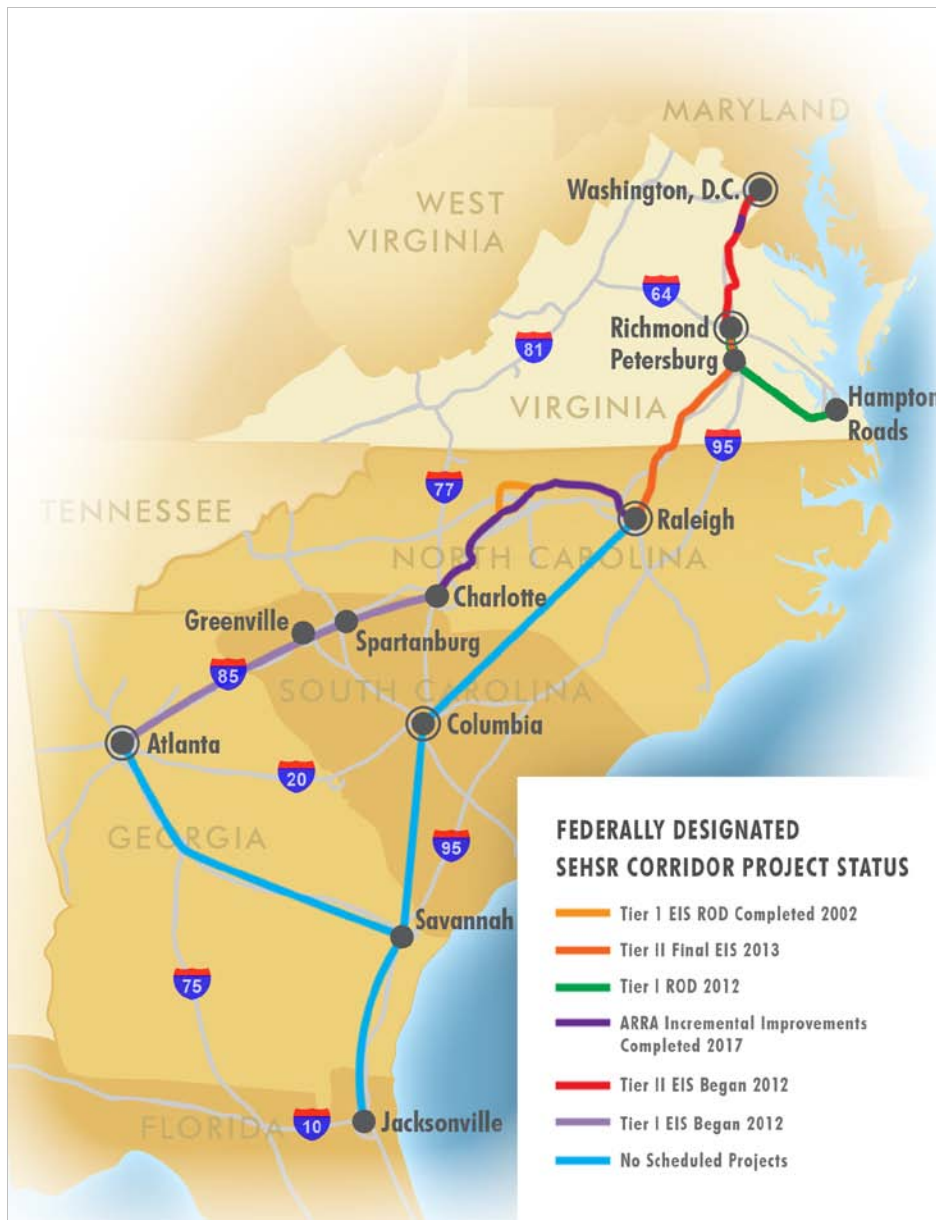 MARYLAND
Washington, D.C.
WEST
VIRGINIA
64
Richmond
81
Petersburg
VIRGINIA
Hampton
Roads
95
77
TENNESSEE
Raleigh
NORTH CAROLINA
Charlotte
Greenville
Spartanburg
85
SOUTH CAROLINA
Columbia
Atlanta
20
GEORGIA
95
Savannah
75
FLORIDA
10
Jacksonville
FEDERALLY DESIGNATED
SEHSR CORRIDOR PROJECT STATUS
Tier 1 EIS ROD Completed 2002
Tier II Final EIS 2013
Tier I ROD 2012
ARRA Incremental Improvements
Completed 2017
Tier II EIS Began 2012
Tier I EIS Began 2012
No Scheduled Projects